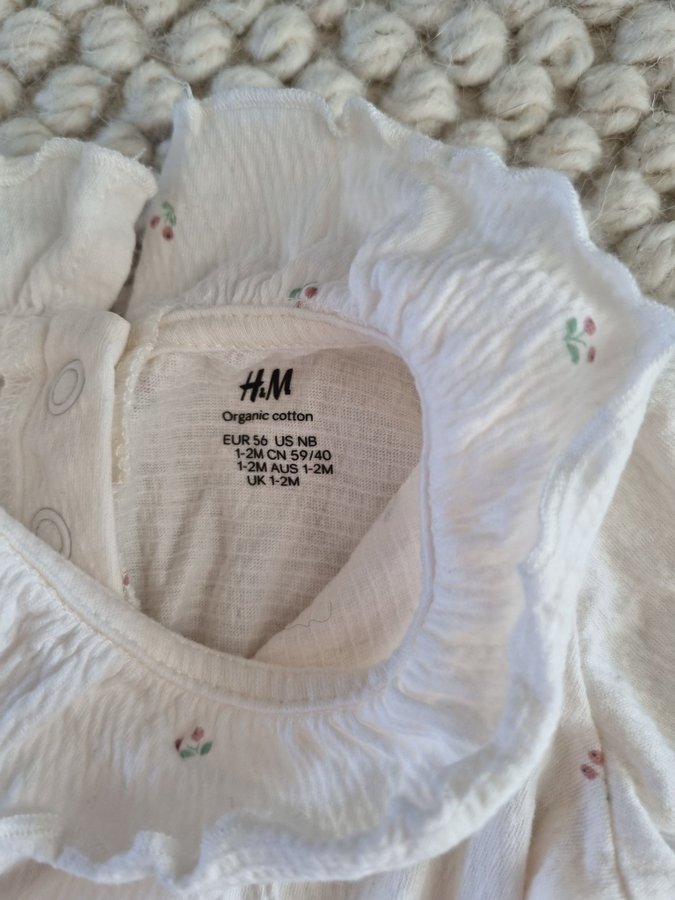 H&M
Organic cotton
EUR 56 US NB
1-2M CN 59/40
1-2M AUS 1-2M
UK 1-2M